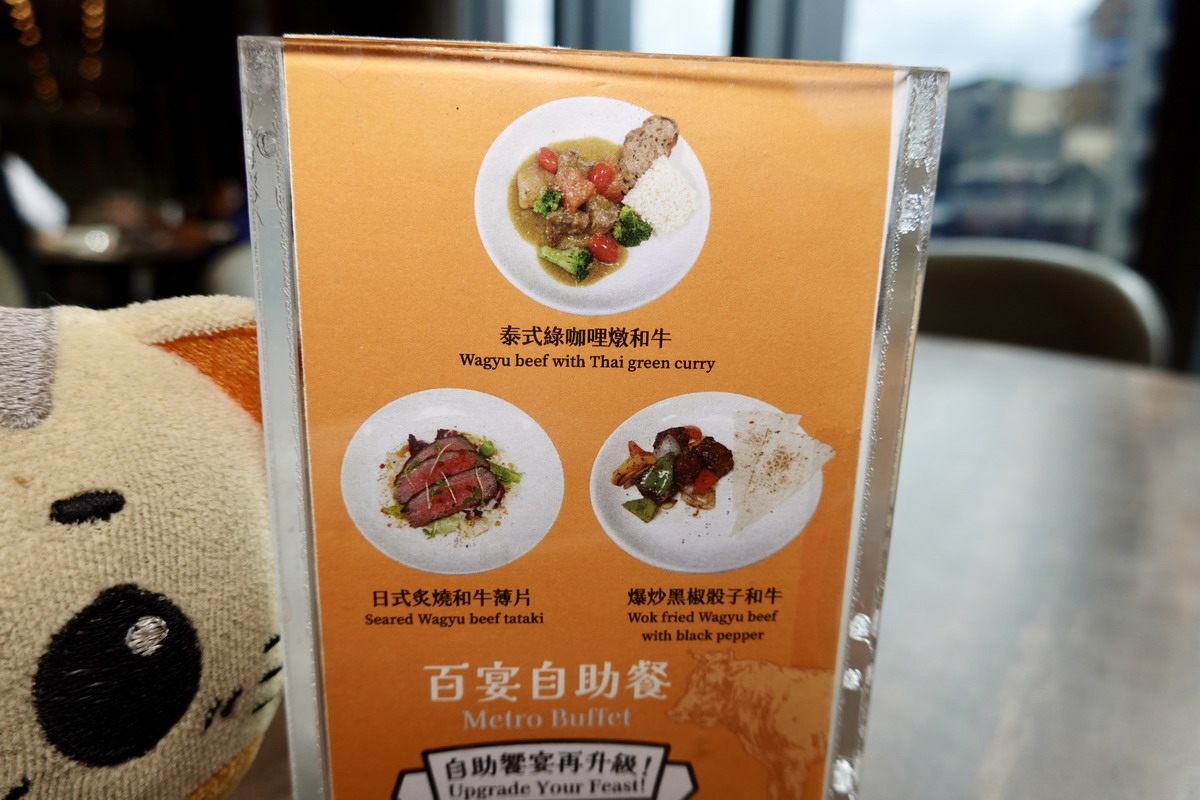 泰式綠咖哩燉和牛
Wagyu beef with Thai green curry
日式炙燒和牛薄片
Seared Wagyu beef tataki
爆炒黑椒骰子和牛
Wok fried Wagyu beef
with black pepper
百宴自助餐
Metro Buffet
自助饗宴再升級!
Upgrade Your Feast!